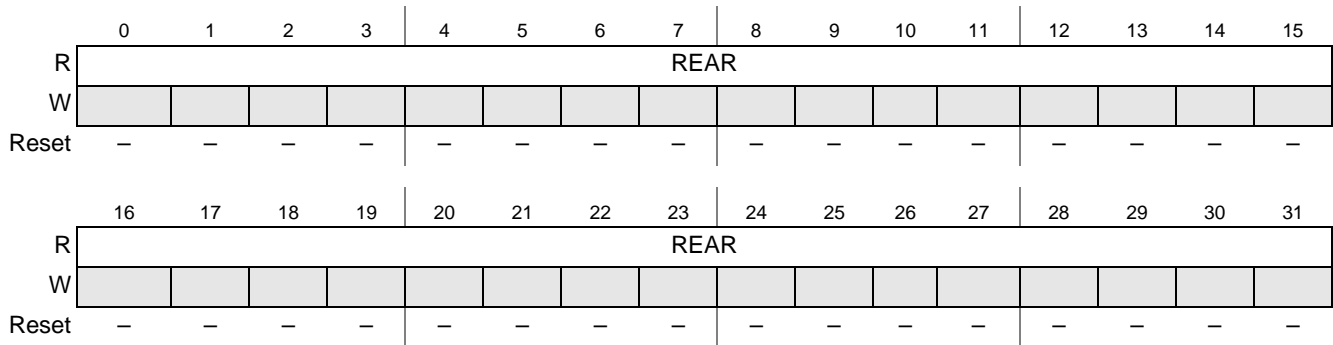 0 1 2 3 4 5 6 7 8 9 10 11 12 13 14 15
R REAR
W
Reset – – – – – – – – – – – – – – – –
16 17 18 19 20 21 22 23 24 25 26 27 28 29 30 31
R REAR
W
Reset – – – – – – – – – – – – – – – –